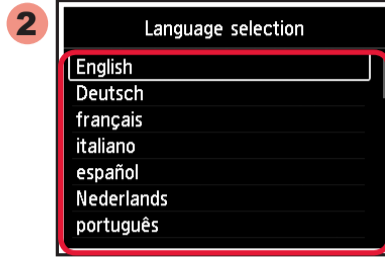 2
Language selection
English
Deutsch
français
italiano
español
Nederlands
português